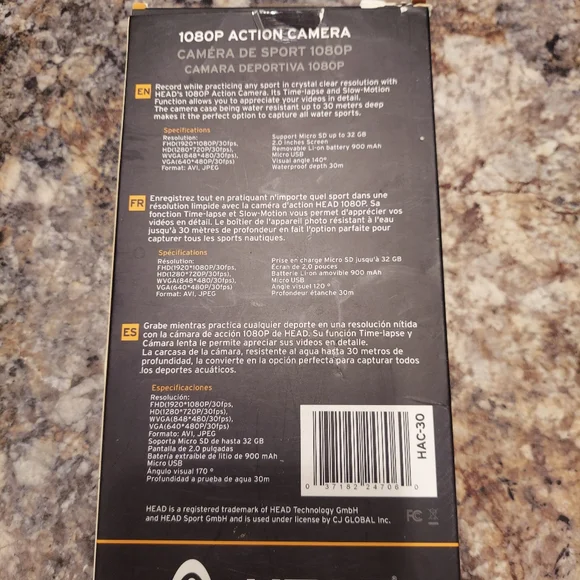 1080P ACTION CAMERA
CAMÉRA DE SPORT 1080P
CAMARA DEPORTIVA 1080P
EN
Record while practicing any sport in crystal clear resolution with
HEAD's 1080P Action Camera. Its Time-lapse and Slow-Motion
Function allows you to appreciate your videos in detail.
The camera case being water resistant up to 30 meters deep
makes it the perfect option to capture all water sports.
Specifications
Resolution:
FHD(1920*1080P/30fps),
HD(1280*720P/30fps),
WVGA(848*480/30fps),
VGA(640*480P/30fps)
Format: AVI, JPEG
Support Micro SD up to 32 GB
2.0 Inches Screen
Removable Li-on battery 900 mAh
Micro USB
Visual angle 140º
Waterproof depth 30m
FR
Enregistrez tout en pratiquant n'importe quel sport dans une
résolution limpide avec la caméra d'action HEAD 1080P. Sa
fonction Time-lapse et Slow-Motion vous permet d'apprécier vos
vidéos en détail. Le boîtier de l'appareil photo résistant à l'eau
jusqu'à 30 mètres de profondeur en fait l'option parfaite pour
capturer tous les sports nautiques.
Spécifications
Résolution:
FHD(1920*1080P/30fps),
HD(1280*720P/30fps),
WVGA(848*480/30fps),
VGA(640*480P/30fps)
Format: AVI, JPEG
Prise en charge Micro SD jusqu'à 32 GB
Écran de 2,0 pouces
Batterie Li-on amovible 900 mAh
Micro USB
Angle visuel 120 º
Profondeur étanche 30m
ES
Grabe mientras practica cualquier deporte en una resolución nítida
con la cámara de acción 1080P de HEAD. Su función Time-lapse y
Cámara lenta le permite apreciar sus videos en detalle.
La carcasa de la cámara, resistente al agua hasta 30 metros de
profundidad, la convierte en la opción perfecta para capturar todos
los deportes acuáticos.
Especificaciones
Resolución:
FHD(1920*1080P/30fps),
HD(1280*720P/30fps),
WVGA(848*480/30fps),
VGA(640*480P/30fps)
Formato: AVI, JPEG
Soporta Micro SD de hasta 32 GB
Pantalla de 2.0 pulgadas
Batería extraíble de litio de 900 mAh
Micro USB
Ángulo visual 170 º
Profundidad a prueba de agua 30m
HAC-30
0 37182 24706 0
HEAD is a registered trademark of HEAD Technology GmbH
and HEAD Sport GmbH and is used under license by CJ GLOBAL Inc.
FC